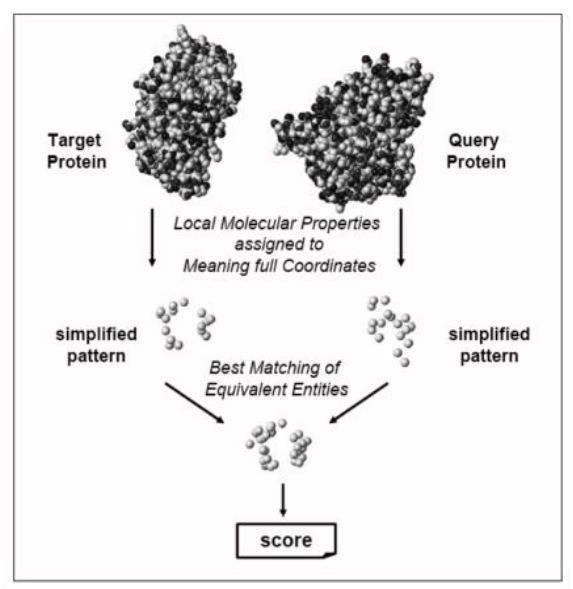 Target
Protein
Query
Protein
Local Molecular Properties
assigned to
Meaning full Coordinates
simplified
pattern
simplified
pattern
Best Matching of
Equivalent Entities
score